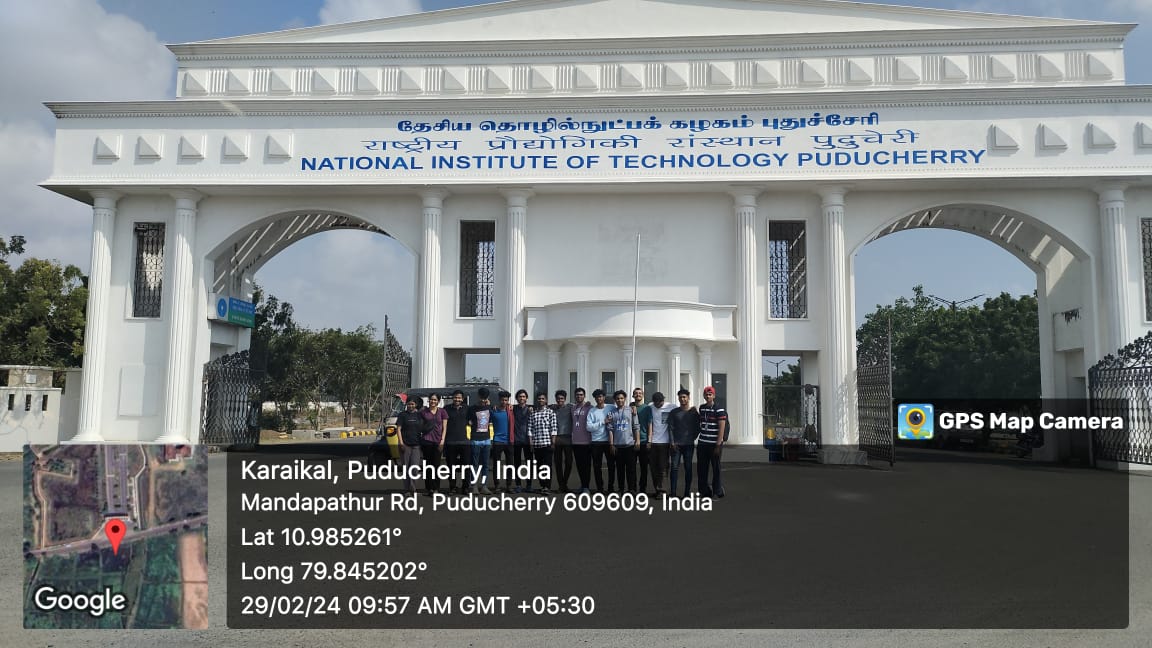 தேசிய தொழில்நுட்பக் கழகம் புதுச்சேரி
राष्ट्रीय प्रौद्योगिकी संस्थान पुदुच्चेरी
NATIONAL INSTITUTE OF TECHNOLOGY PUDUCHERRY
GPS Map Camera
Karaikal, Puducherry, India
Mandapathur Rd, Puducherry 609609, India
Lat 10.985261°
Long 79.845202°
29/02/24 09:57 AM GMT +05:30
Google